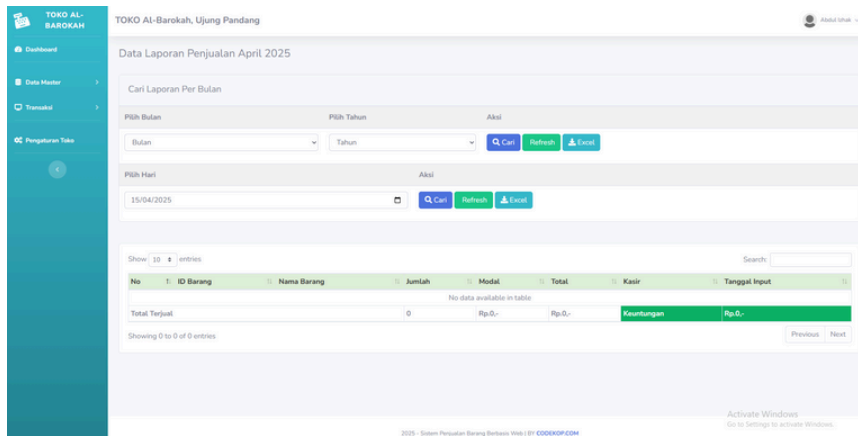 TOKO AL-
BAROKAH
TOKO Al-Barokah, Ujung Pandang
Abdul Ishak
Dashboard
Data Laporan Penjualan April 2025
Data Master
Cari Laporan Per Bulan
Transaksi
Pilih Bulan Pilih Tahun Aksi
Pengaturan Toko
Bulan Tahun Cari Refresh Excel
Pilih Hari Aksi
15/04/2025 Cari Refresh Excel
Show 10 entries Search:
No ID Barang Nama Barang Jumlah Modal Total Kasir Tanggal Input
No data available in table
Total Terjual 0 Rp.0,- Rp.0,- Keuntungan Rp.0,-
Showing 0 to 0 of 0 entries Previous Next
Activate Windows
Go to Settings to activate Windows.
2025 - Sistem Penjualan Barang Berbasis Web | BY CODEKOP.COM